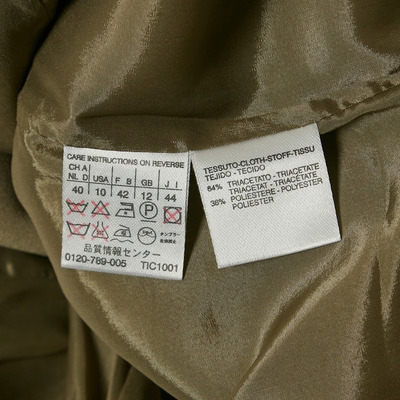 CARE INSTRUCTIONS ON REVERSE
CH A
NL D USA F B GB J I
40 10 42 12 44
P
品質情報センター
0120-789-005 TIC1001
TESSUTO-CLOTH-STOFF-TISSU
TEJIDO - TECIDO
64% TRIACETATO - TRIACETATE
TRIACETAT - TRIACÉTATE
36% POLIESTERE - POLYESTER
POLIESTER